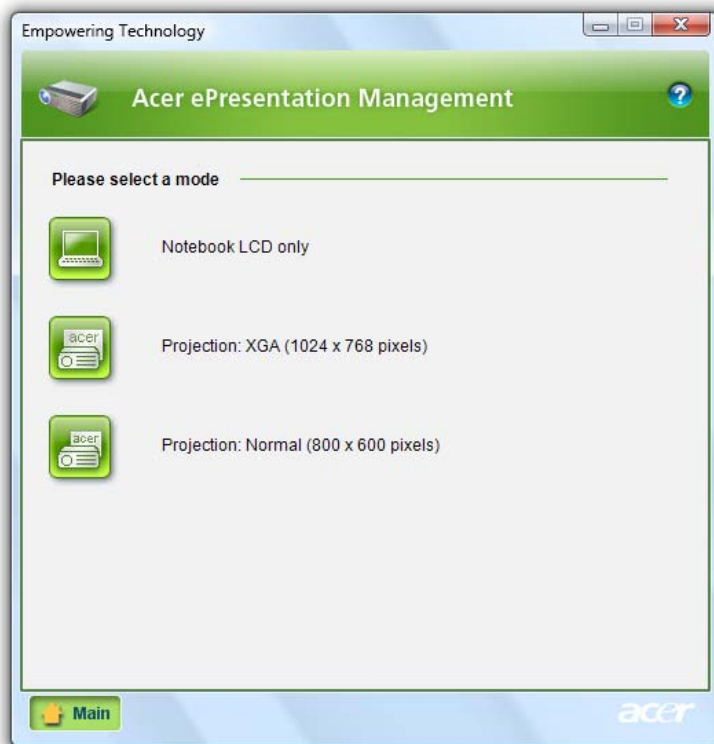 Empowering Technology
Acer ePresentation Management
?
Please select a mode
Notebook LCD only
acer
Projection: XGA (1024 x 768 pixels)
acer
Projection: Normal (800 x 600 pixels)
Main
acer